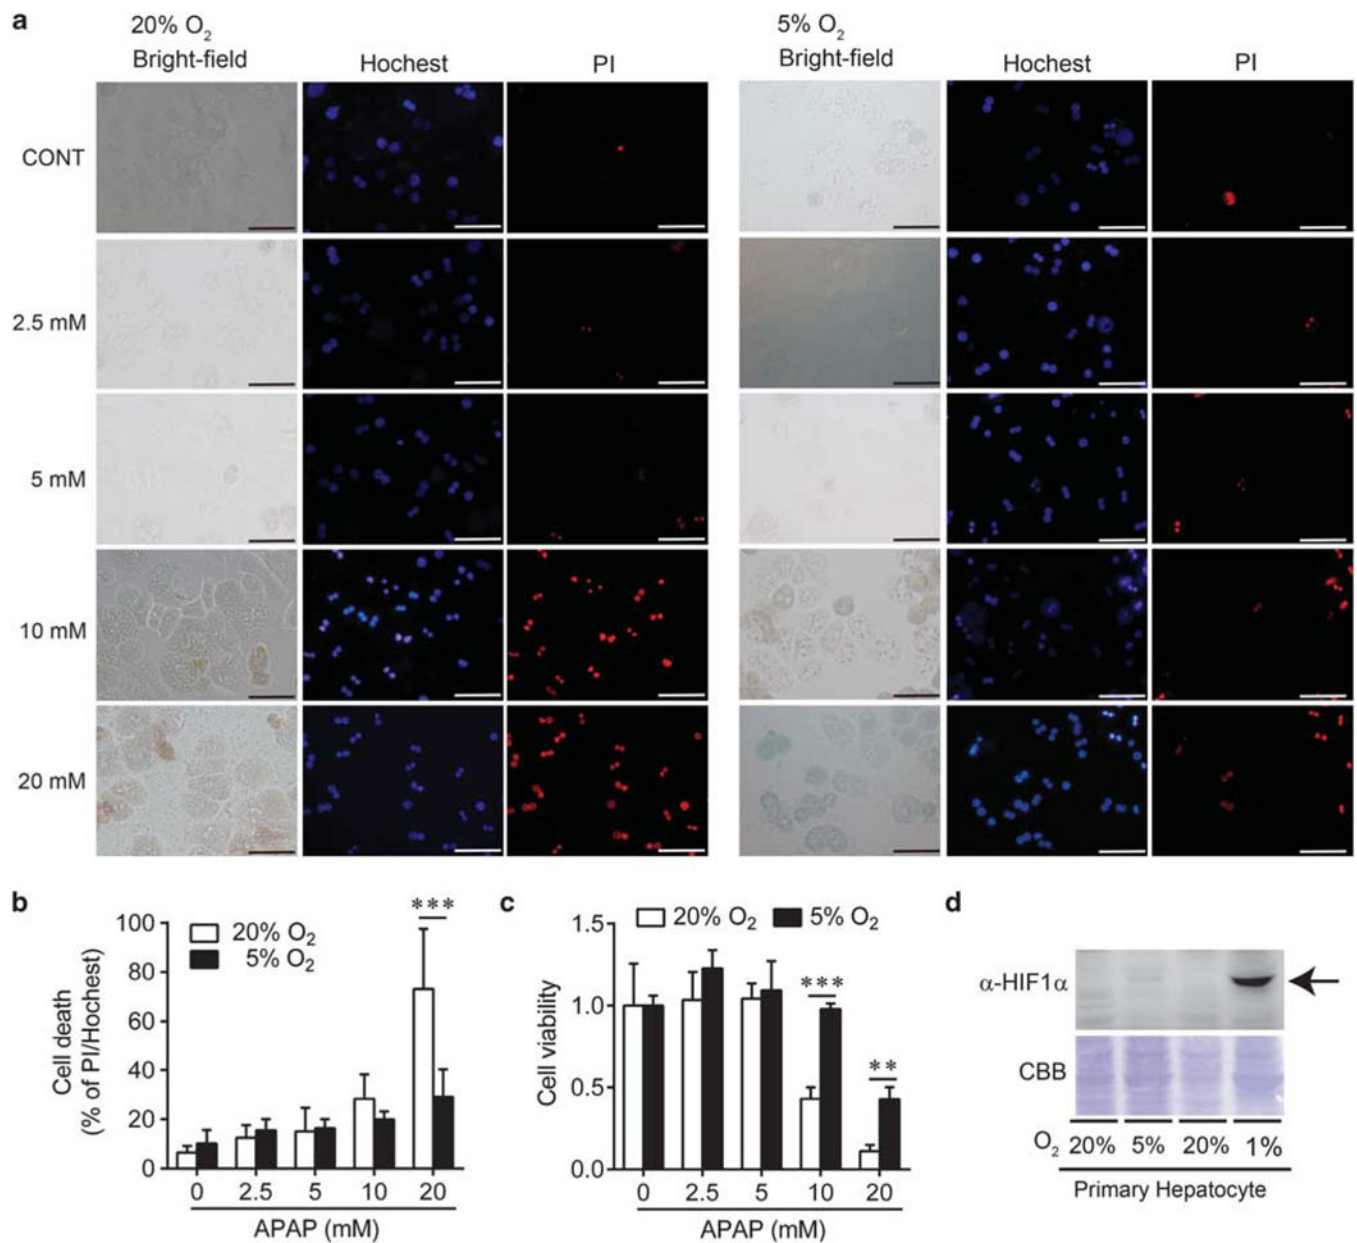 a
20% O2
5% O2
Bright-field Hochest PI Bright-field Hochest PI
CONT
2.5 mM
5 mM
10 mM
20 mM
b
100
80
60
40
20
0
Cell death
(% of PI/Hochest)
20% O2
5% O2
***
0 2.5 5 10 20
APAP (mM)
c
20% O2 5% O2
1.5
1.0
0.5
0.0
Cell viability
***
**
0 2.5 5 10 20
APAP (mM)
d
α-HIF1α
CBB
O2 20% 5% 20% 1%
Primary Hepatocyte